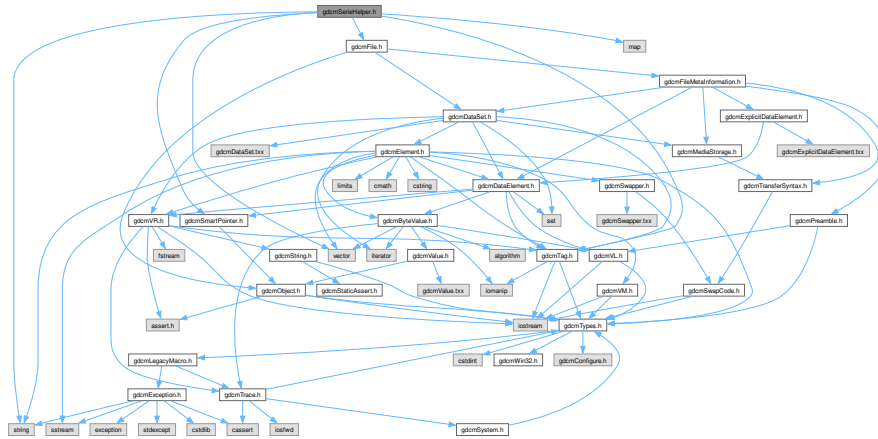 gdcmSerieHelper.h
gdcmFile.h
map
gdcmFileMetaInformation.h
gdcmDataSet.h
gdcmExplicitDataElement.h
gdcmDataSet.txx
gdcmElement.h
gdcmMediaStorage.h
gdcmExplicitDataElement.txx
limits
cmath
cstring
gdcmDataElement.h
gdcmSwapper.h
gdcmTransferSyntax.h
gdcmVR.h
gdcmSmartPointer.h
gdcmByteValue.h
set
gdcmSwapper.txx
gdcmPreamble.h
fstream
gdcmString.h
vector
iterator
gdcmValue.h
algorithm
gdcmTag.h
gdcmVL.h
gdcmObject.h
gdcmStaticAssert.h
gdcmValue.txx
iomanip
gdcmVM.h
gdcmSwapCode.h
assert.h
iostream
gdcmTypes.h
gdcmLegacyMacro.h
cstdint
gdcmWin32.h
gdcmConfigure.h
gdcmException.h
gdcmTrace.h
string
sstream
exception
stdexcept
cstdlib
cassert
iosfwd
gdcmSystem.h